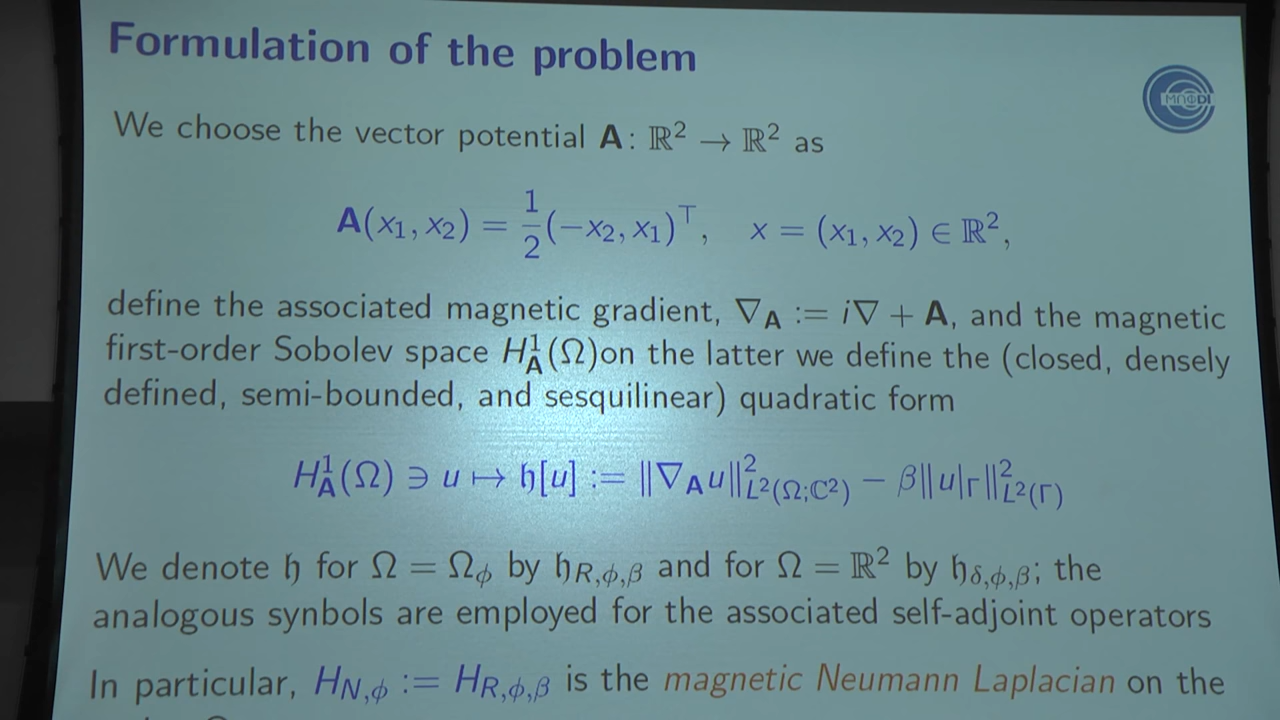 Formulation of the problem
МЛФDI
We choose the vector potential A: ℝ² → ℝ² as
A(x₁, x₂) = 1/2 (−x₂, x₁)^⊤, x = (x₁, x₂) ∈ ℝ²,
define the associated magnetic gradient, ∇_A := i∇ + A, and the magnetic
first-order Sobolev space H¹_A(Ω)on the latter we define the (closed, densely
defined, semi-bounded, and sesquilinear) quadratic form
H¹_A(Ω) ∋ u ↦ 𝔥[u] := ‖∇_A u‖²_{L²(Ω;ℂ²)} − β‖u|_Γ‖²_{L²(Γ)}
We denote 𝔥 for Ω = Ω_ϕ by 𝔥_{R,ϕ,β} and for Ω = ℝ² by 𝔥_{δ,ϕ,β}; the
analogous synbols are employed for the associated self-adjoint operators
In particular, H_{N,ϕ} := H_{R,ϕ,β} is the magnetic Neumann Laplacian on the